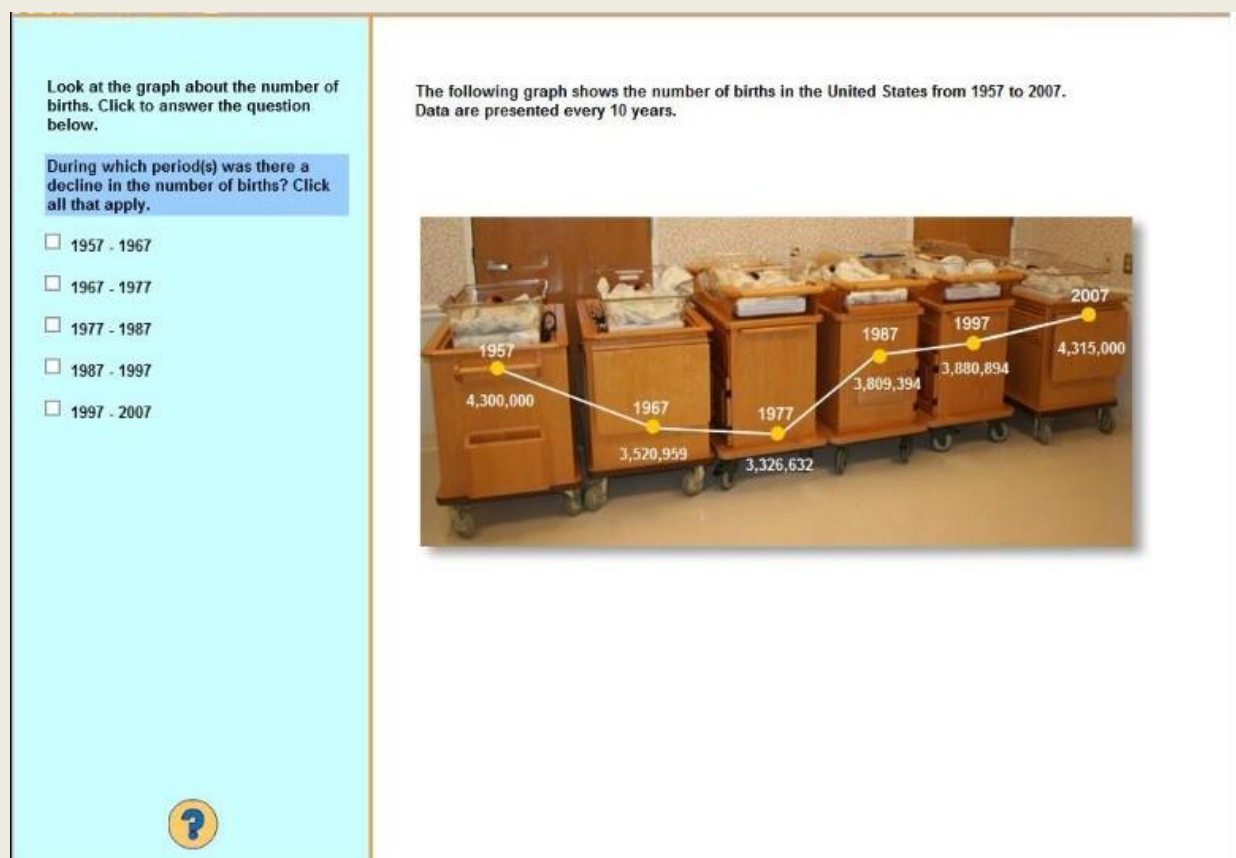 Look at the graph about the number of
births. Click to answer the question
below.
During which period(s) was there a
decline in the number of births? Click
all that apply.
1957 - 1967
1967 - 1977
1977 - 1987
1987 - 1997
1997 - 2007
?
The following graph shows the number of births in the United States from 1957 to 2007.
Data are presented every 10 years.
1957
4,300,000
1967
3,520,959
1977
3,326,632
1987
3,809,394
1997
3,880,894
2007
4,315,000